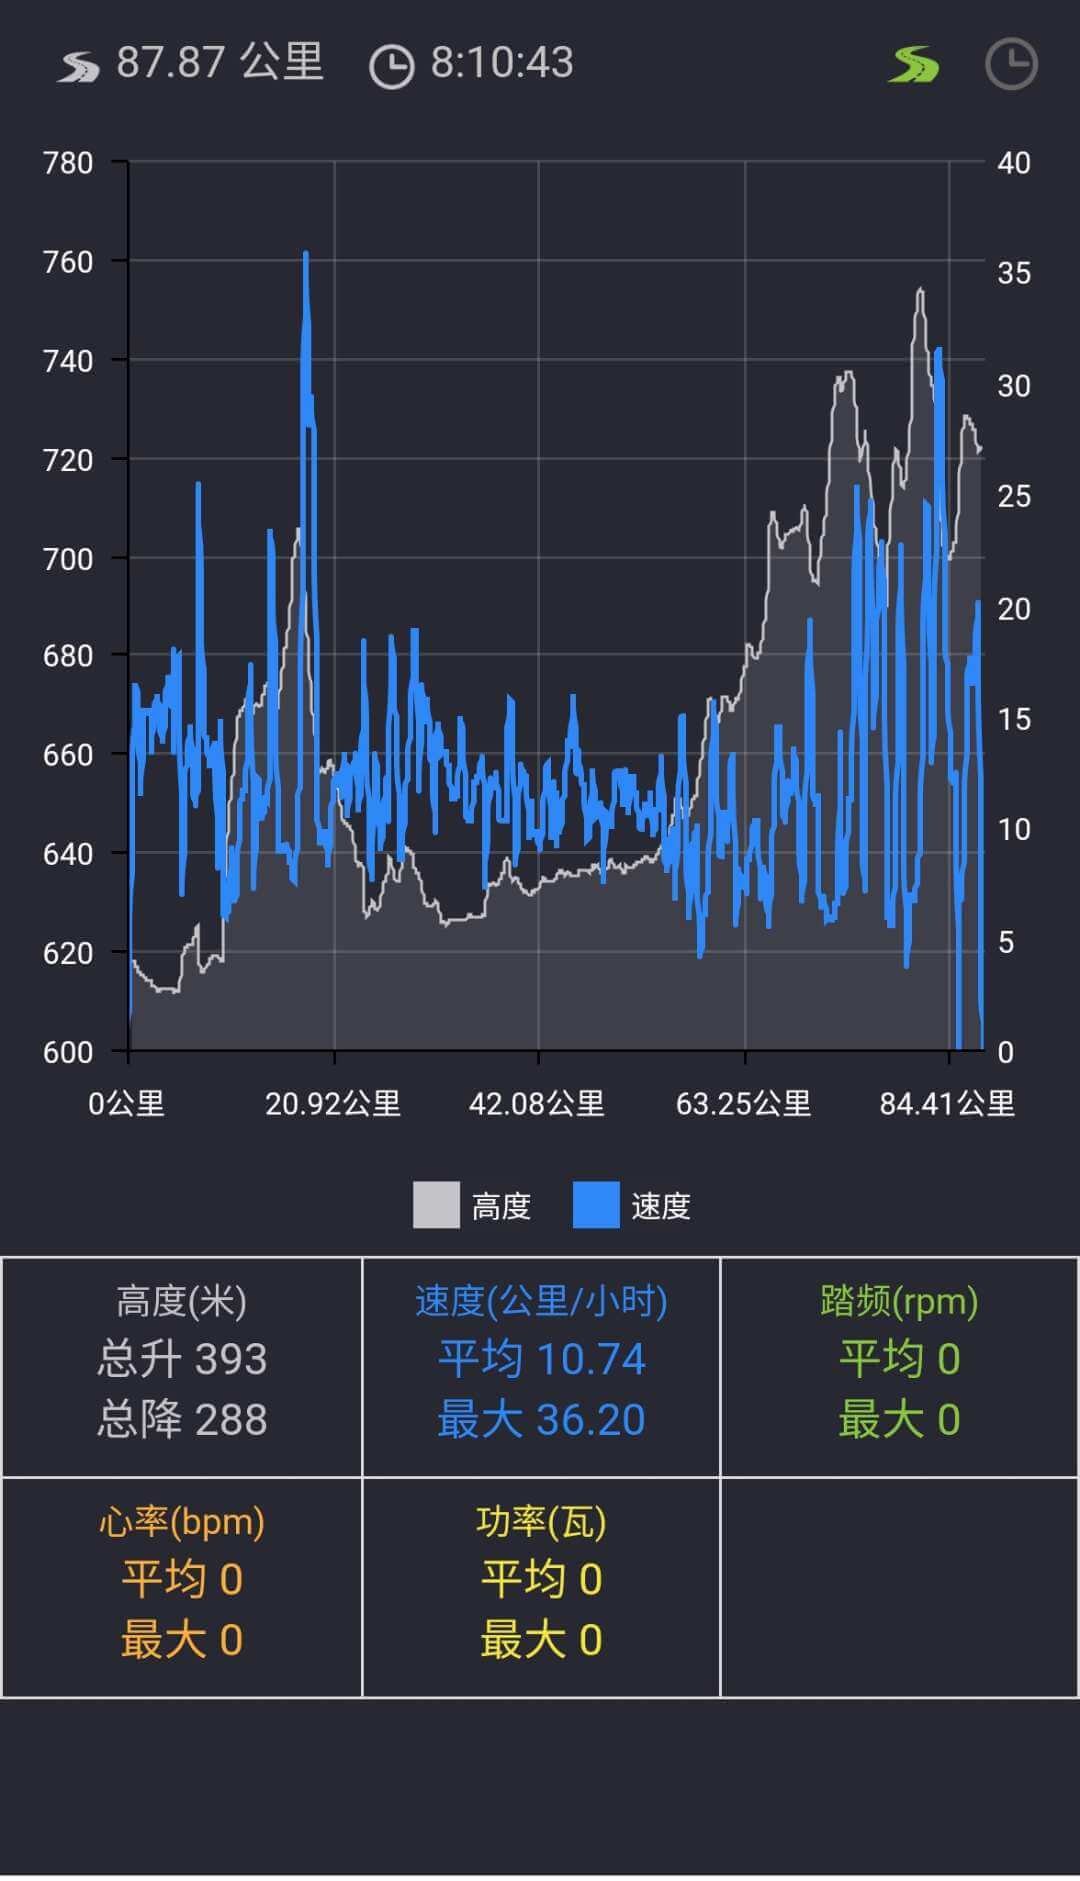 87.87 公里 8:10:43
780 40
760 35
740 30
720
700 25
680 20
660 15
640 10
620 5
600 0
0公里 20.92公里 42.08公里 63.25公里 84.41公里
高度 速度
高度(米) 速度(公里/小时) 踏频(rpm)
总升 393 平均 10.74 平均 0
总降 288 最大 36.20 最大 0
心率(bpm) 功率(瓦)
平均 0 平均 0
最大 0 最大 0